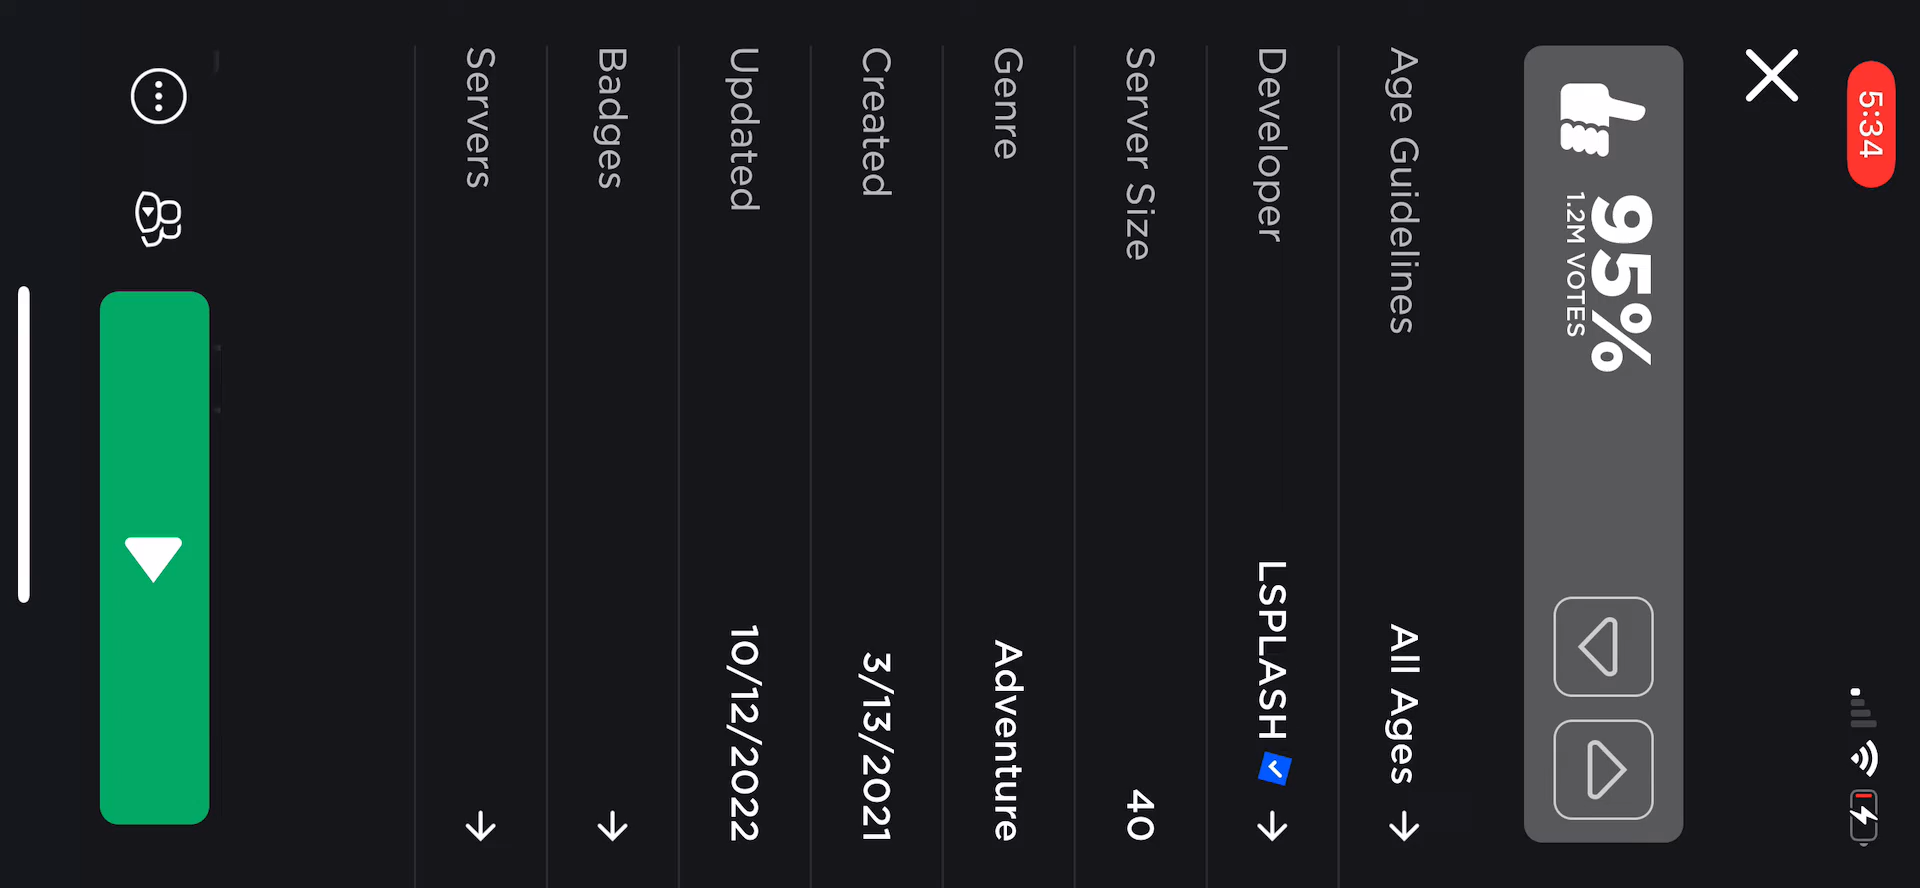 5:34
95%
1.2M VOTES
Age Guidelines All Ages
Developer LSPLASH
Server Size 40
Genre Adventure
Created 3/13/2021
Updated 10/12/2022
Badges
Servers